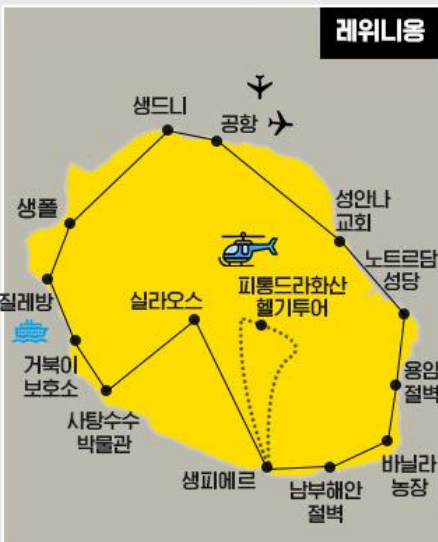 레위니옹
생드니
공항
생폴
성안나
교회
노트르담
성당
피통드라화산
헬기투어
실라오스
질레방
거북이
보호소
사탕수수
박물관
용암
절벽
바닐라
농장
생피에르
남부해안
절벽